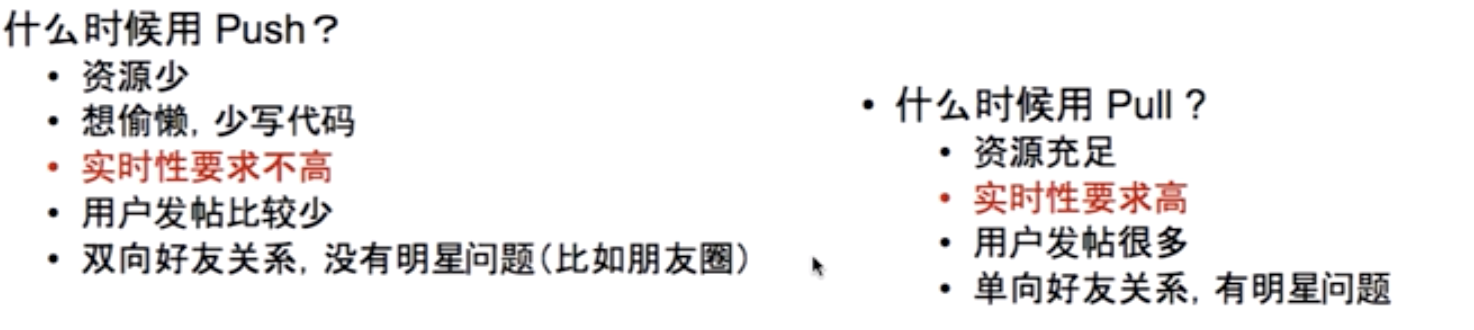 什么时候用 Push？
• 资源少
• 想偷懒, 少写代码
• 实时性要求不高
• 用户发帖比较少
• 双向好友关系, 没有明星问题（比如朋友圈）
• 什么时候用 Pull ?
• 资源充足
• 实时性要求高
• 用户发帖很多
• 单向好友关系, 有明星问题